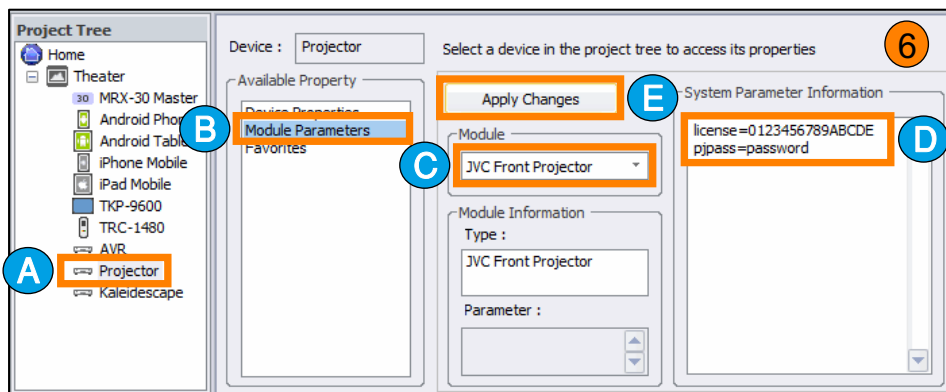 Project Tree
Home
Theater
30 MRX-30 Master
Android Phone
Android Table
iPhone Mobile
iPad Mobile
TKP-9600
TRC-1480
AVR
A
Projector
Kaleidescape
Device : Projector
Select a device in the project tree to access its properties
6
Available Property
Device Properties
B
Module Parameters
Favorites
Apply Changes
E
Module
C
JVC Front Projector
Module Information
Type :
JVC Front Projector
Parameter :
System Parameter Information
license=0123456789ABCDE
pjpass=password
D